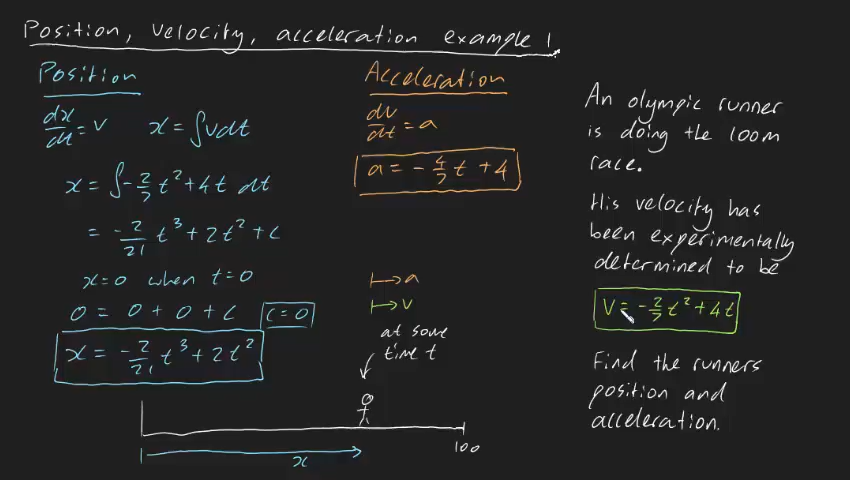 Position, velocity, acceleration example 1.
Position
dx/dt = v    x = ∫vdt
x = ∫-2/7 t² + 4t dt
= -2/21 t³ + 2t² + c
x=0 when t=0
0 = 0 + 0 + c    c=0
x = -2/21 t³ + 2t²
Acceleration
dv/dt = a
a = -4/7 t + 4
↦ a
↦ v
at some
time t
100
x
An olympic runner
is doing the 100m
race.
His velocity has
been experimentally
determined to be
V = -2/7 t² + 4t
Find the runners
position and
acceleration.